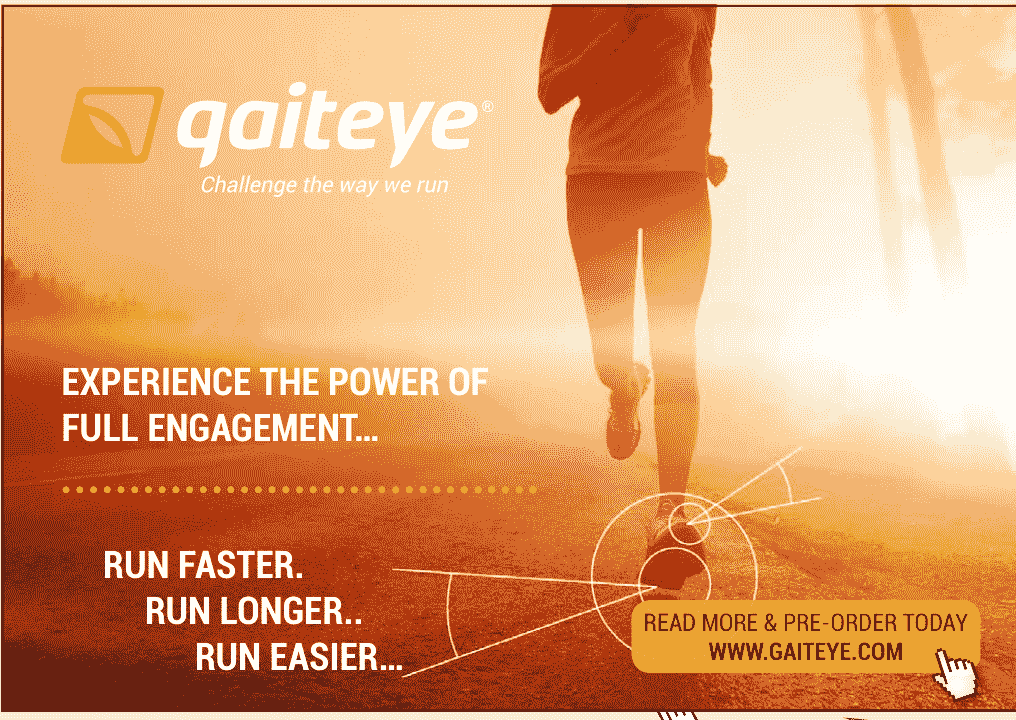 gaiteye®
Challenge the way we run
EXPERIENCE THE POWER OF
FULL ENGAGEMENT...
RUN FASTER.
RUN LONGER..
RUN EASIER...
READ MORE & PRE-ORDER TODAY
WWW.GAITEYE.COM